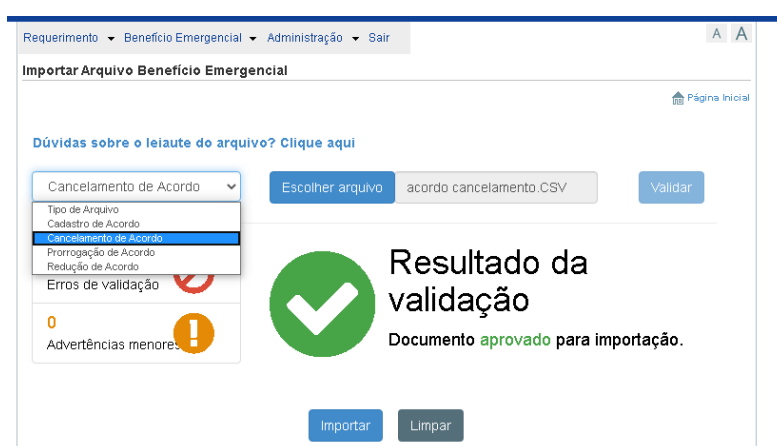 Requerimento Benefício Emergencial Administração Sair
A A
Importar Arquivo Benefício Emergencial
Página Inicial
Dúvidas sobre o leiaute do arquivo? Clique aqui
Cancelamento de Acordo Escolher arquivo acordo cancelamento.CSV Validar
Tipo de Arquivo
Cadastro de Acordo
Cancelamento de Acordo
Prorrogação de Acordo
Redução de Acordo
Erros de validação
0
Advertências menores
Resultado da
validação
Documento aprovado para importação.
Importar Limpar